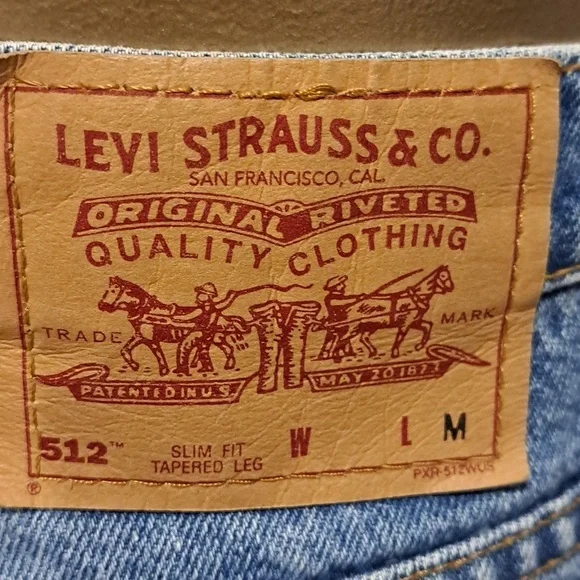 LEVI STRAUSS & CO.
SAN FRANCISCO, CAL.
ORIGINAL RIVETED
QUALITY CLOTHING
TRADE MARK
PATENTED IN U.S. MAY 20 1873
512™ SLIM FIT W L M
TAPERED LEG
® PXR-512WUS